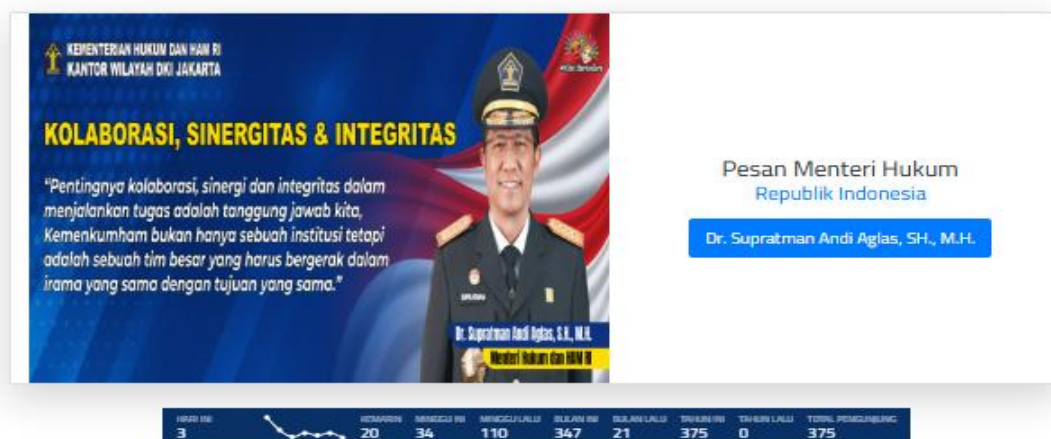 KEMENTERIAN HUKUM DAN HAM RI
KANTOR WILAYAH DKI JAKARTA
KOLABORASI, SINERGITAS & INTEGRITAS
"Pentingnya kolaborasi, sinergi dan integritas dalam
menjalankan tugas adalah tanggung jawab kita,
Kemenkumham bukan hanya sebuah institusi tetapi
adalah sebuah tim besar yang harus bergerak dalam
irama yang sama dengan tujuan yang sama."
Dr. Supratman Andi Agtas, S.H., M.H.
Menteri Hukum dan HAM RI
Pesan Menteri Hukum
Republik Indonesia
Dr. Supratman Andi Aglas, SH., M.H.
HARI INI KEMARIN MINGGU INI MINGGU LALU BULAN INI BULAN LALU TAHUN INI TAHUN LALU TOTAL PENGUNJUNG
3 20 34 110 347 21 375 0 375